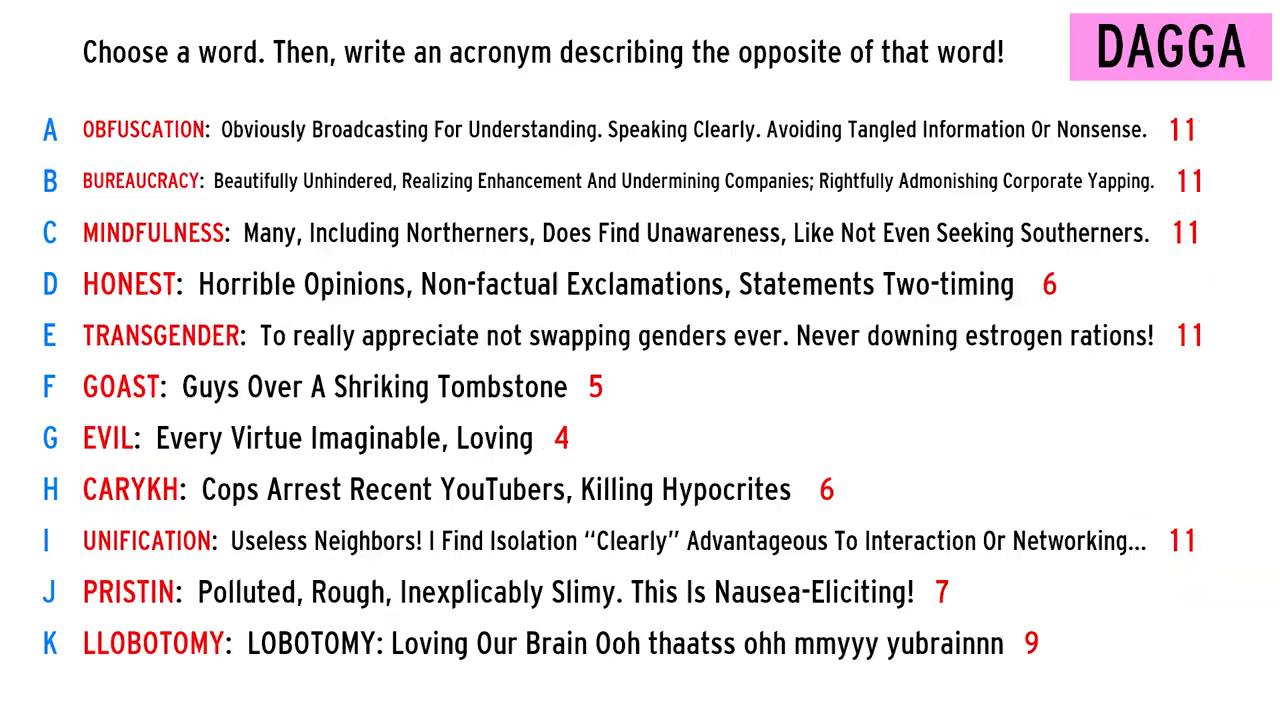 Choose a word. Then, write an acronym describing the opposite of that word!
DAGGA
A OBFUSCATION: Obviously Broadcasting For Understanding. Speaking Clearly. Avoiding Tangled Information Or Nonsense. 11
B BUREAUCRACY: Beautifully Unhindered, Realizing Enhancement And Undermining Companies; Rightfully Admonishing Corporate Yapping. 11
C MINDFULNESS: Many, Including Northerners, Does Find Unawareness, Like Not Even Seeking Southerners. 11
D HONEST: Horrible Opinions, Non-factual Exclamations, Statements Two-timing 6
E TRANSGENDER: To really appreciate not swapping genders ever. Never downing estrogen rations! 11
F GOAST: Guys Over A Shriking Tombstone 5
G EVIL: Every Virtue Imaginable, Loving 4
H CARYKH: Cops Arrest Recent YouTubers, Killing Hypocrites 6
I UNIFICATION: Useless Neighbors! I Find Isolation “Clearly” Advantageous To Interaction Or Networking... 11
J PRISTIN: Polluted, Rough, Inexplicably Slimy. This Is Nausea-Eliciting! 7
K LLOBOTOMY: LOBOTOMY: Loving Our Brain Ooh thaatss ohh mmyyy yubrainnn 9